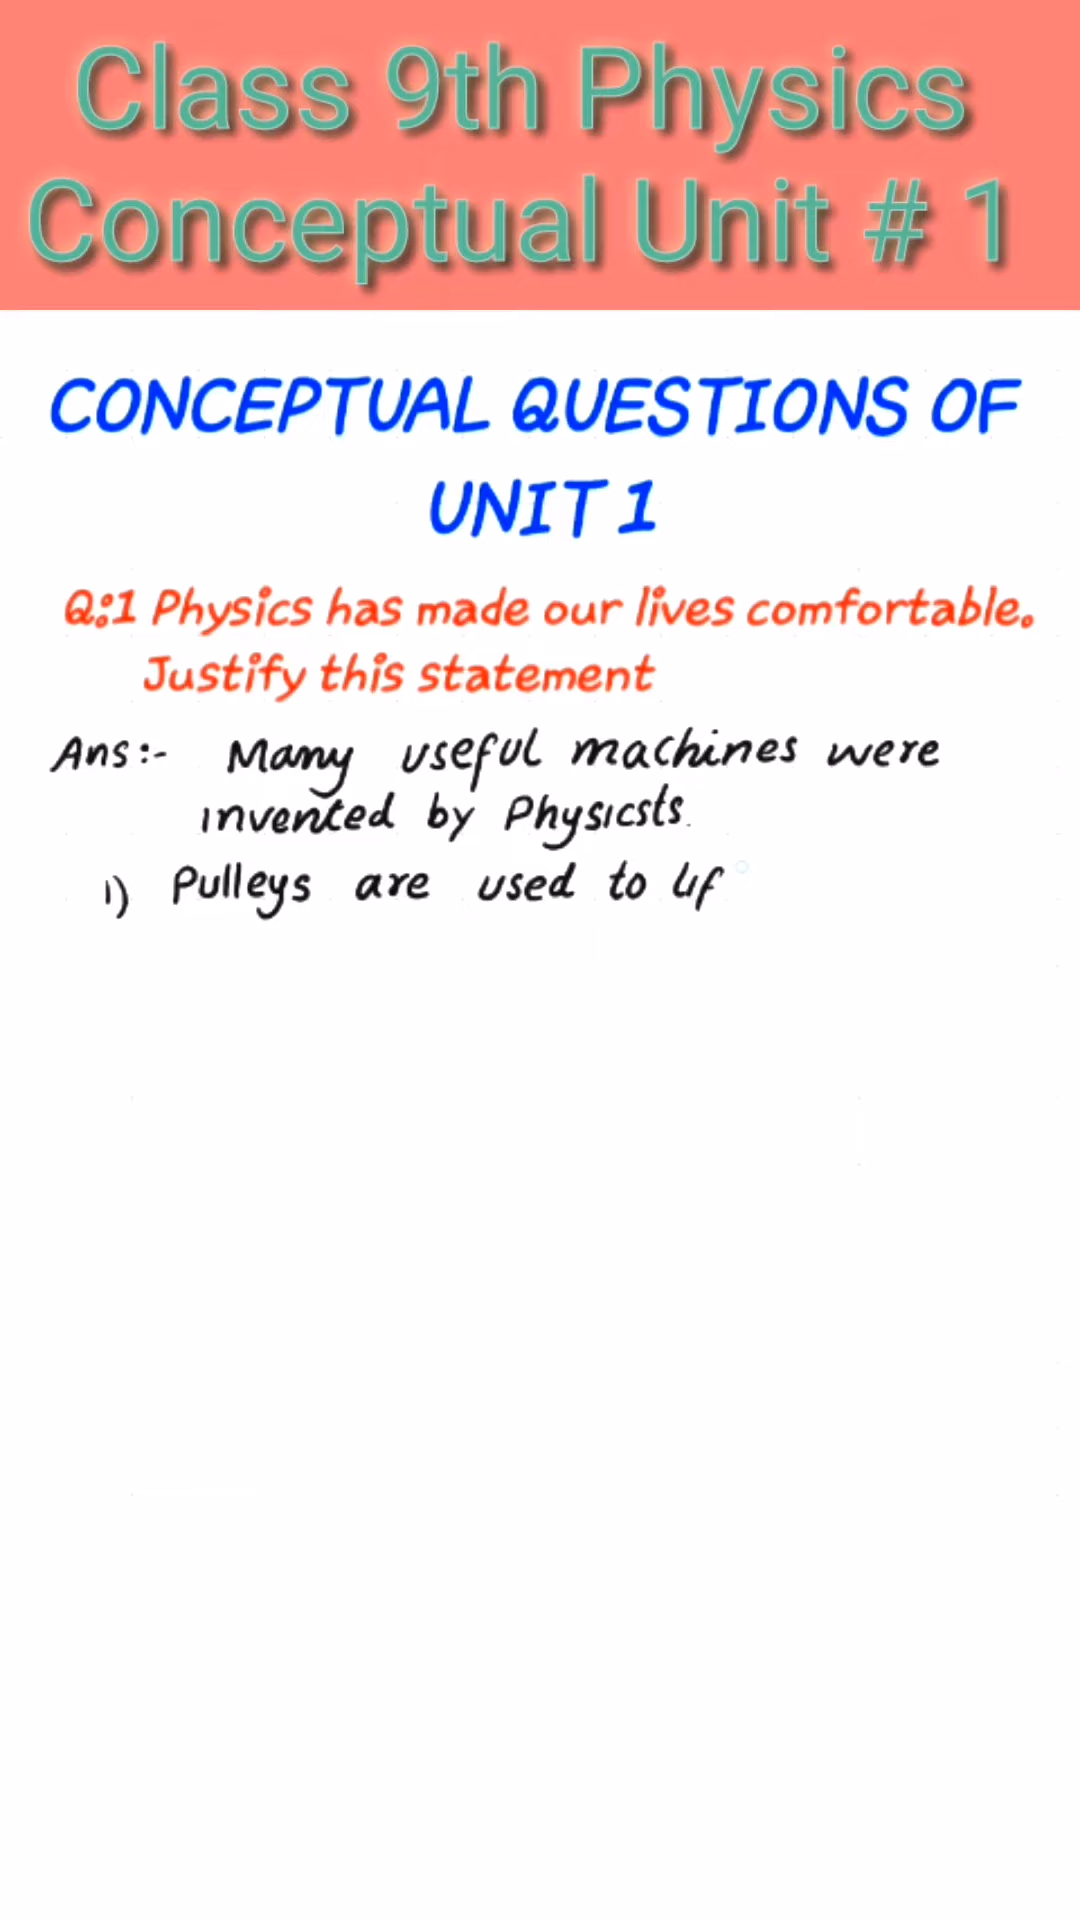 Class 9th Physics
Conceptual Unit # 1
CONCEPTUAL QUESTIONS OF
UNIT 1
Q:1 Physics has made our lives comfortable.
Justify this statement
Ans:- Many useful machines were
invented by Physicsts.
1) Pulleys are used to lif